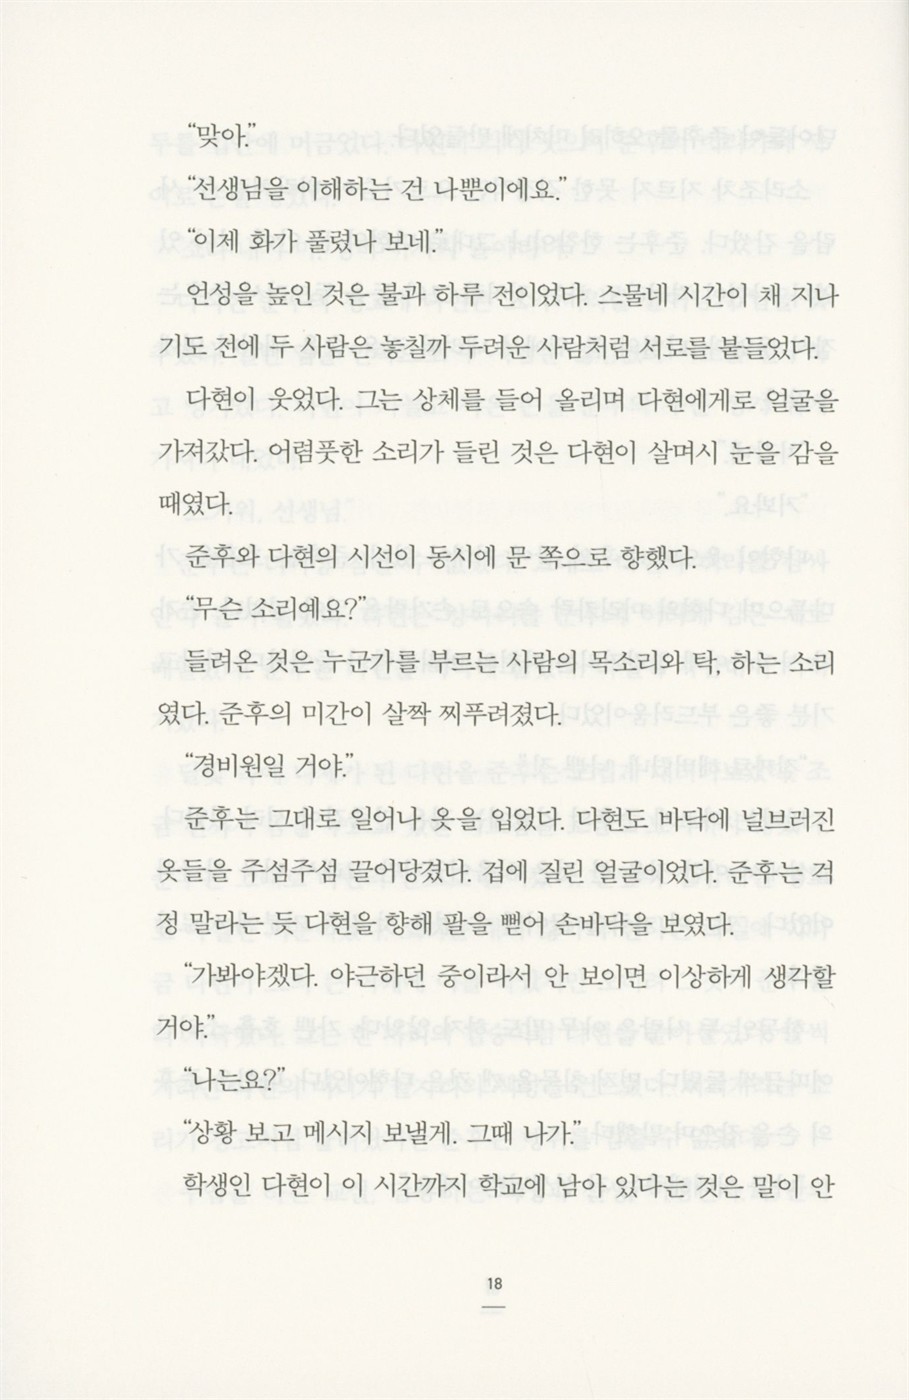 “맞아.”
“선생님을 이해하는 건 나뿐이에요.”
“이제 화가 풀렸나 보네.”
언성을 높인 것은 불과 하루 전이었다. 스물네 시간이 채 지나
기도 전에 두 사람은 놓칠까 두려운 사람처럼 서로를 붙들었다.
다현이 웃었다. 그는 상체를 들어 올리며 다현에게로 얼굴을
가져갔다. 어렴풋한 소리가 들린 것은 다현이 살며시 눈을 감을
때였다.
준후와 다현의 시선이 동시에 문 쪽으로 향했다.
“무슨 소리예요?”
들려온 것은 누군가를 부르는 사람의 목소리와 탁, 하는 소리
였다. 준후의 미간이 살짝 찌푸려졌다.
“경비원일 거야.”
준후는 그대로 일어나 옷을 입었다. 다현도 바닥에 널브러진
옷들을 주섬주섬 끌어당겼다. 겁에 질린 얼굴이었다. 준후는 걱
정 말라는 듯 다현을 향해 팔을 뻗어 손바닥을 보였다.
“가봐야겠다. 야근하던 중이라서 안 보이면 이상하게 생각할
거야.”
“나는요?”
“상황 보고 메시지 보낼게. 그때 나가.”
학생인 다현이 이 시간까지 학교에 남아 있다는 것은 말이 안
18